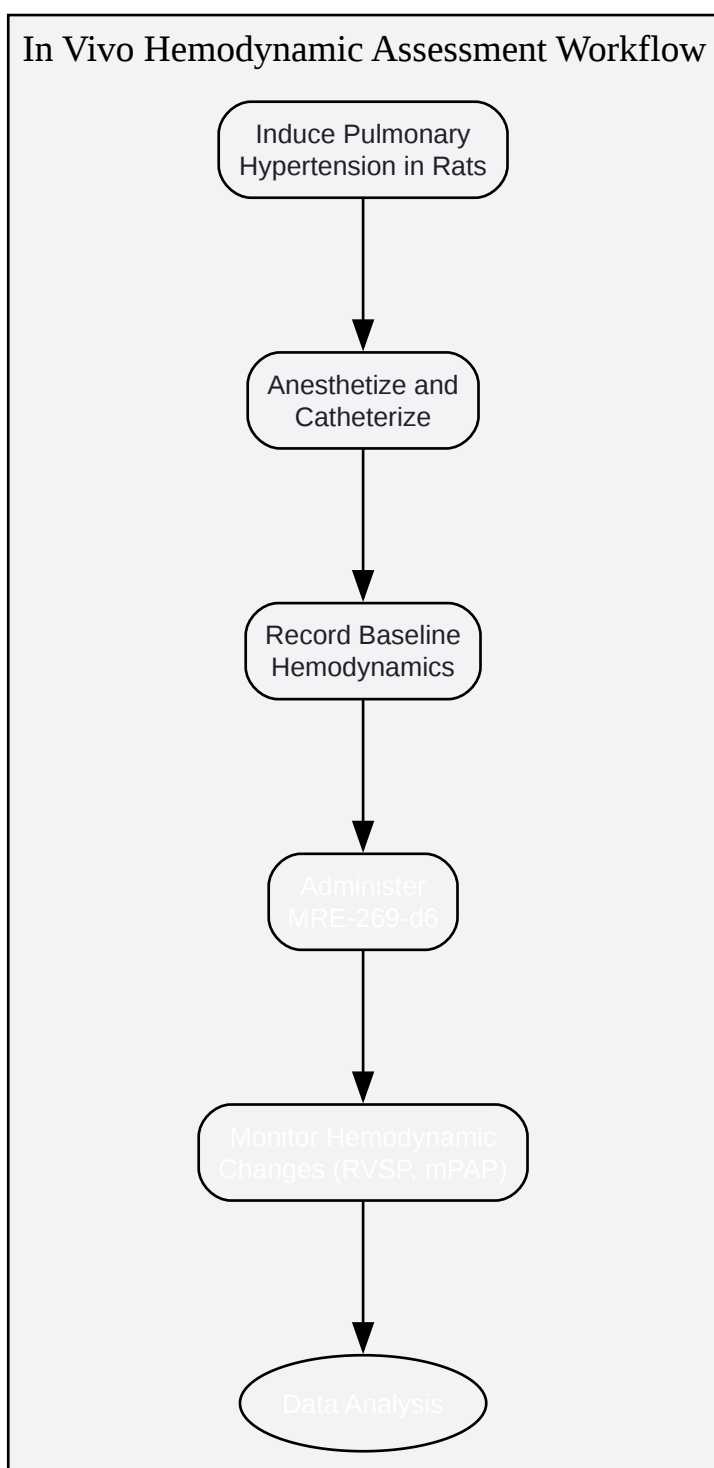 In Vivo Hemodynamic Assessment Workflow
Induce Pulmonary
Hypertension in Rats
Anesthetize and
Catheterize
Record Baseline
Hemodynamics
Administer
MRE-269-d6
Monitor Hemodynamic
Changes (RVSP, mPAP)
Data Analysis